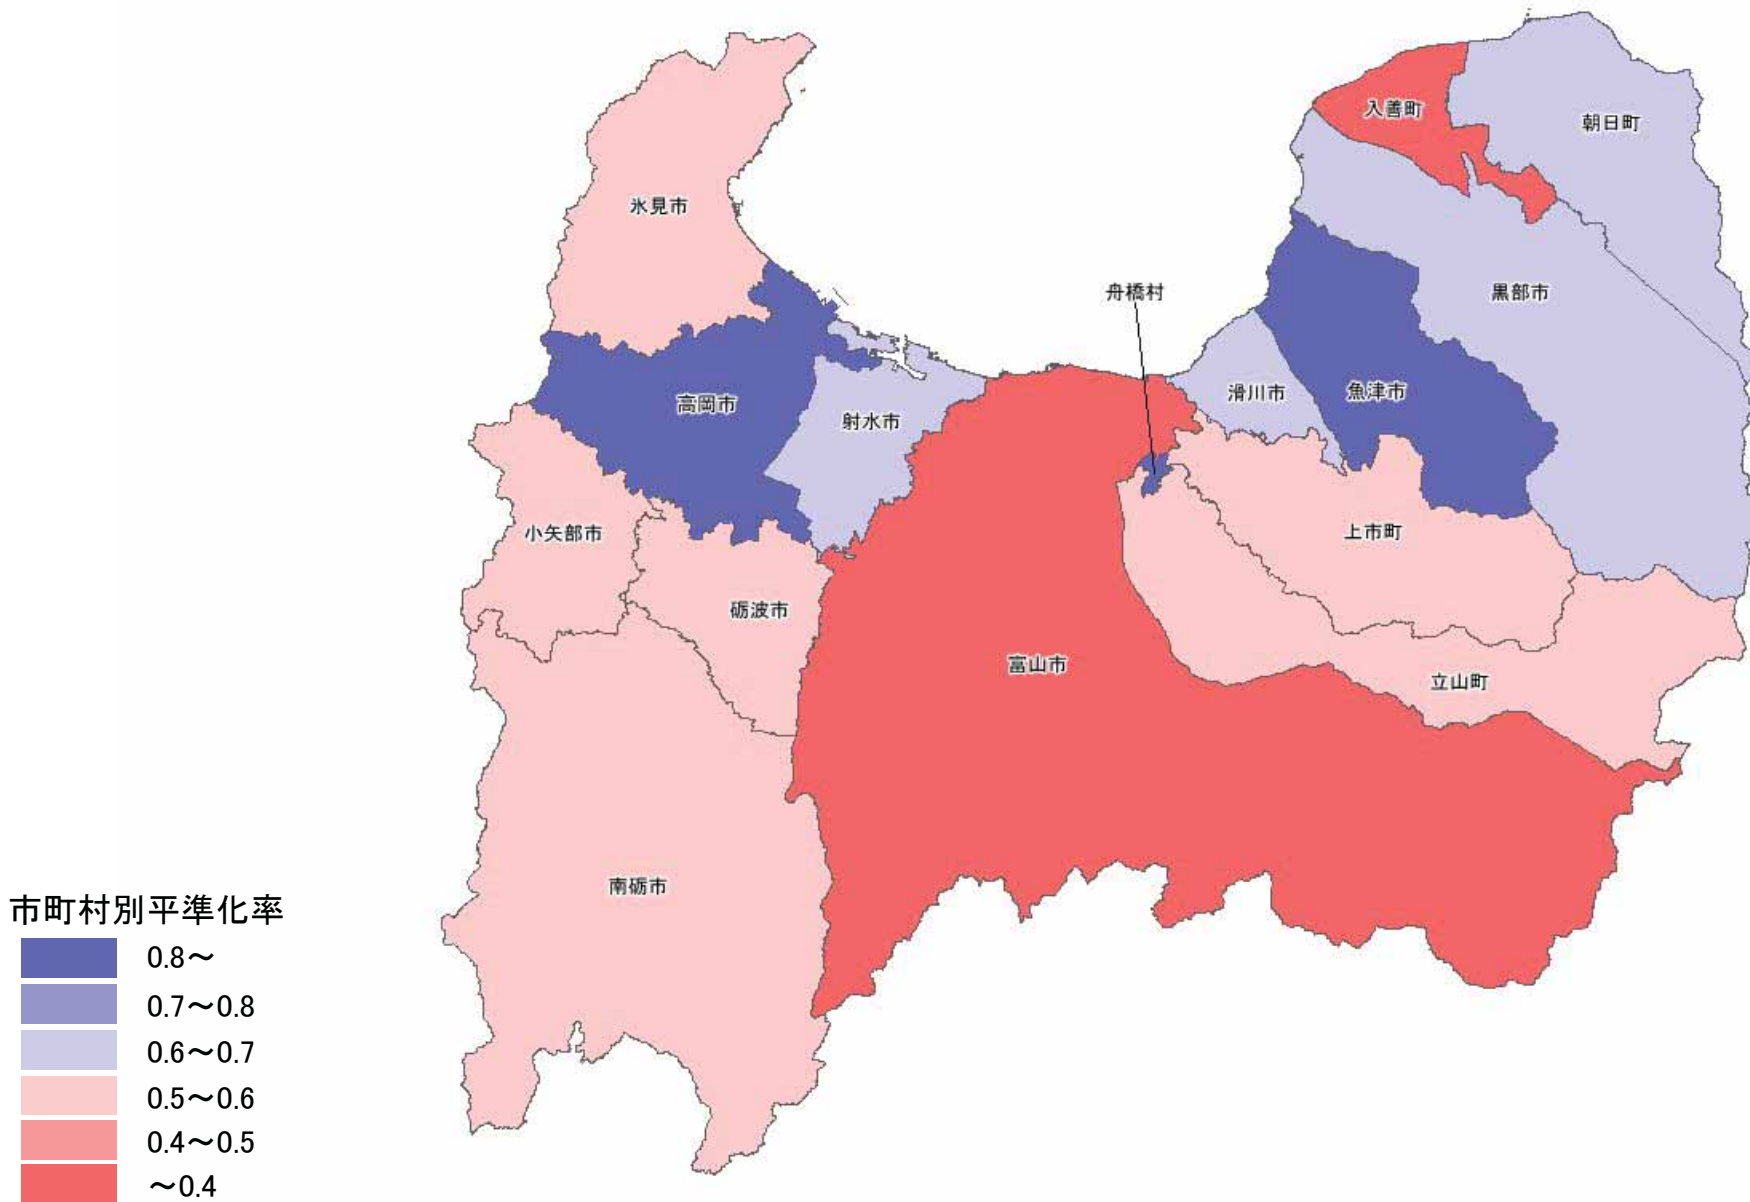 入善町
朝日町
氷見市
黒部市
舟橋村
滑川市
魚津市
高岡市
射水市
小矢部市
上市町
砺波市
富山市
立山町
南砺市
市町村別平準化率
0.8～
0.7～0.8
0.6～0.7
0.5～0.6
0.4～0.5
～0.4